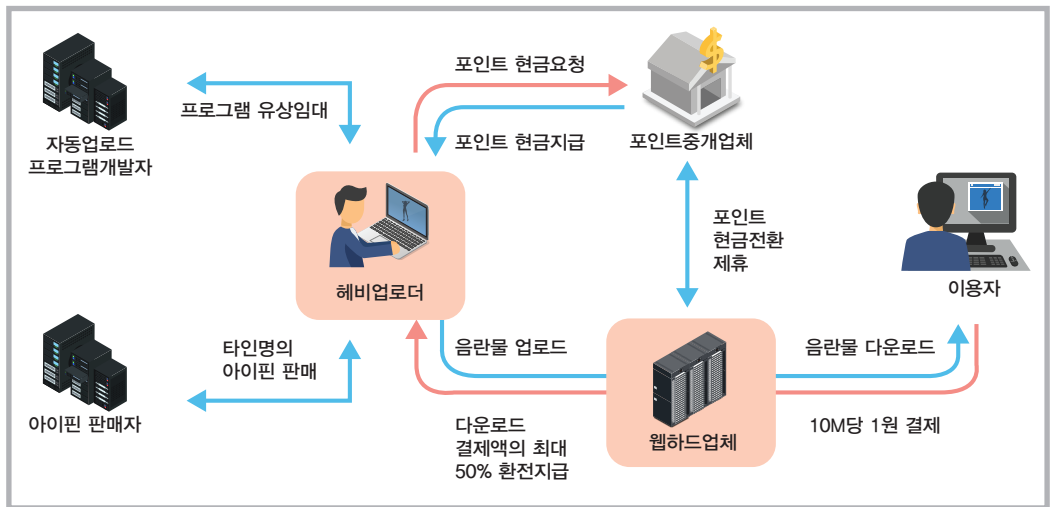 포인트 현금요청
프로그램 유상임대
자동업로드
프로그램개발자
포인트 현금지급
포인트중개업체
포인트
현금전환
제휴
헤비업로더
이용자
타인명의
아이핀 판매
음란물 업로드
음란물 다운로드
아이핀 판매자
다운로드
결제액의 최대
50% 환전지급
웹하드업체
10M당 1원 결제